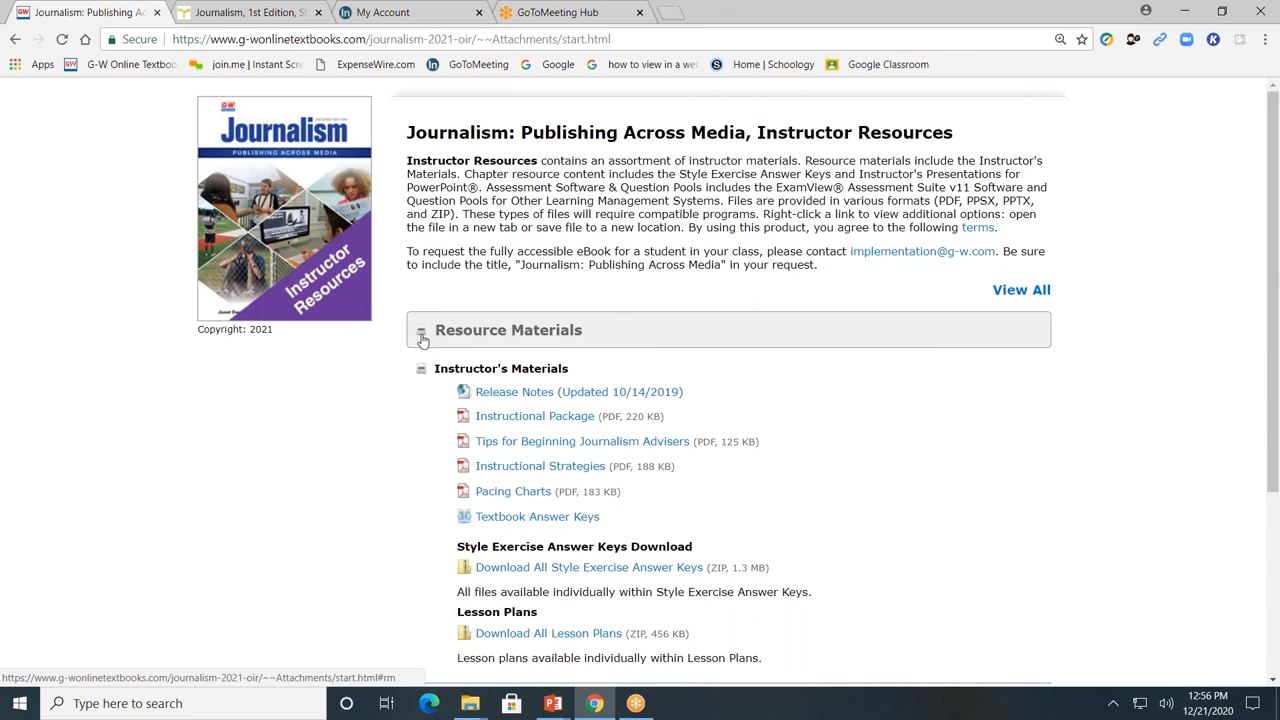 Journalism: Publishing Ac
Journalism, 1st Edition, S
My Account
GoToMeeting Hub
Secure
https://www.g-wonlinetextbooks.com/journalism-2021-oir/~~Attachments/start.html
Apps
G-W Online Textboo
join.me | Instant Scre
ExpenseWire.com
GoToMeeting
Google
how to view in a web
Home | Schoology
Google Classroom
G-W
Journalism
PUBLISHING ACROSS MEDIA
Instructor
Resources
Copyright: 2021
Journalism: Publishing Across Media, Instructor Resources
Instructor Resources contains an assortment of instructor materials. Resource materials include the Instructor's
Materials. Chapter resource content includes the Style Exercise Answer Keys and Instructor's Presentations for
PowerPoint®. Assessment Software & Question Pools includes the ExamView® Assessment Suite v11 Software and
Question Pools for Other Learning Management Systems. Files are provided in various formats (PDF, PPSX, PPTX,
and ZIP). These types of files will require compatible programs. Right-click a link to view additional options: open
the file in a new tab or save file to a new location. By using this product, you agree to the following terms.
To request the fully accessible eBook for a student in your class, please contact implementation@g-w.com. Be sure
to include the title, "Journalism: Publishing Across Media" in your request.
View All
Resource Materials
Instructor's Materials
Release Notes (Updated 10/14/2019)
Instructional Package (PDF, 220 KB)
Tips for Beginning Journalism Advisers (PDF, 125 KB)
Instructional Strategies (PDF, 188 KB)
Pacing Charts (PDF, 183 KB)
Textbook Answer Keys
Style Exercise Answer Keys Download
Download All Style Exercise Answer Keys (ZIP, 1.3 MB)
All files available individually within Style Exercise Answer Keys.
Lesson Plans
Download All Lesson Plans (ZIP, 456 KB)
Lesson plans available individually within Lesson Plans.
https://www.g-wonlinetextbooks.com/journalism-2021-oir/~~Attachments/start.html#rm
Type here to search
12:56 PM
12/21/2020